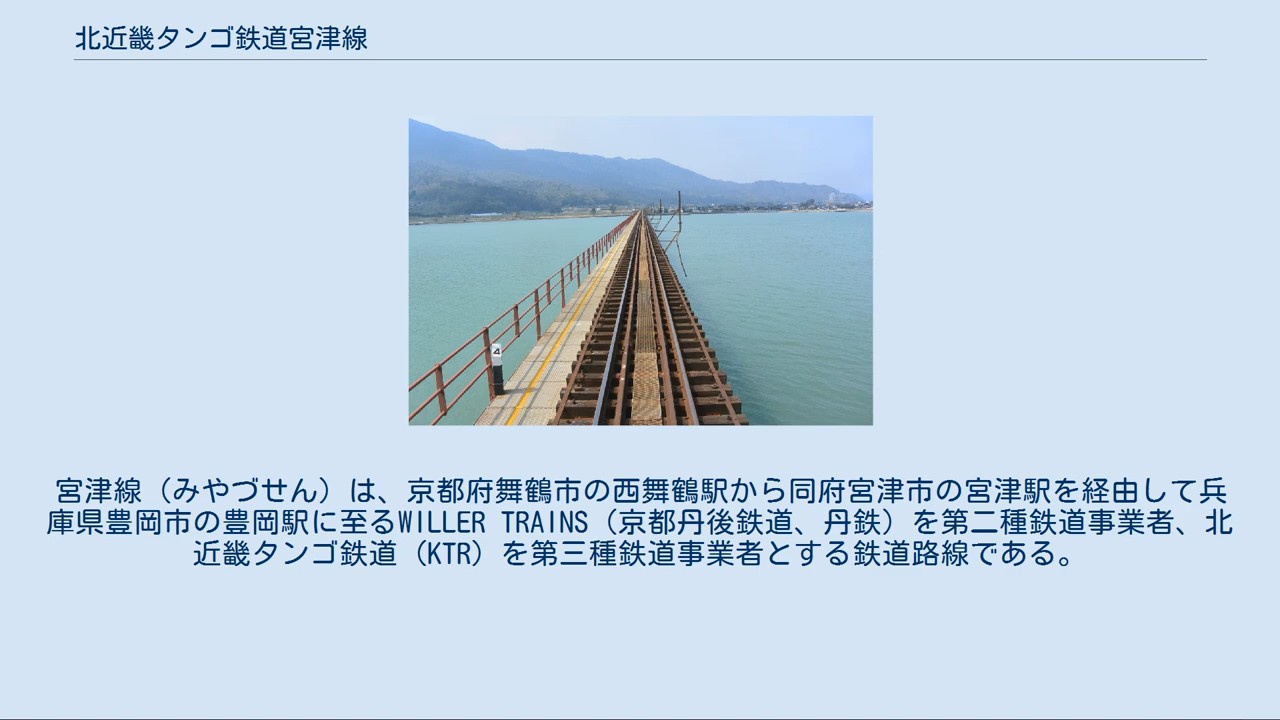 北近畿タンゴ鉄道宮津線
4
宮津線（みやづせん）は、京都府舞鶴市の西舞鶴駅から同府宮津市の宮津駅を経由して兵
庫県豊岡市の豊岡駅に至るWILLER TRAINS（京都丹後鉄道、丹鉄）を第二種鉄道事業者、北
近畿タンゴ鉄道（KTR）を第三種鉄道事業者とする鉄道路線である。